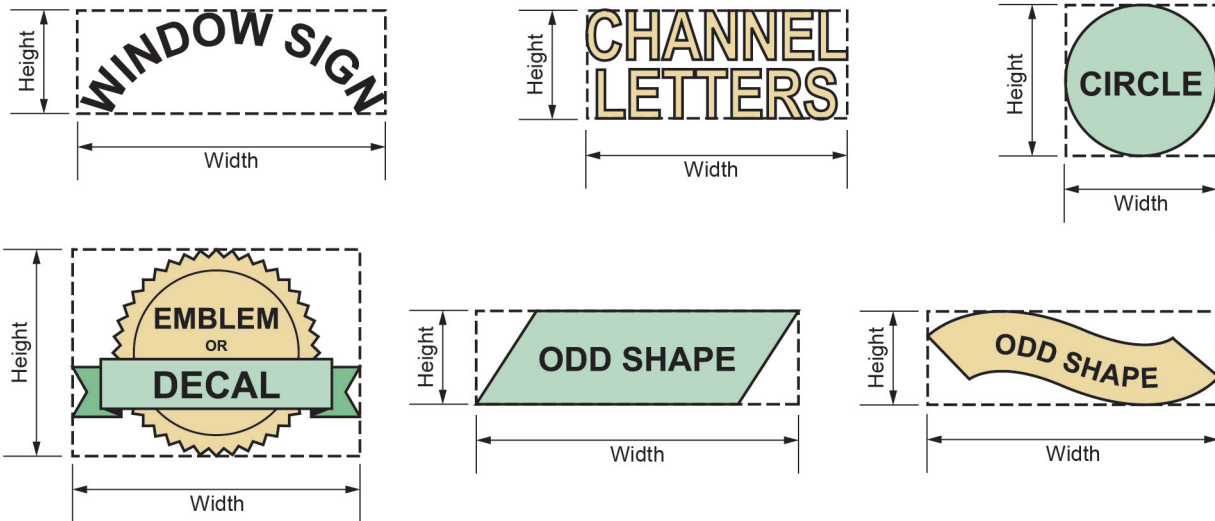 Height
WINDOW SIGN
Width
Height
CHANNEL
LETTERS
Width
Height
CIRCLE
Width
Height
EMBLEM
OR
DECAL
Width
Height
ODD SHAPE
Width
Height
ODD SHAPE
Width